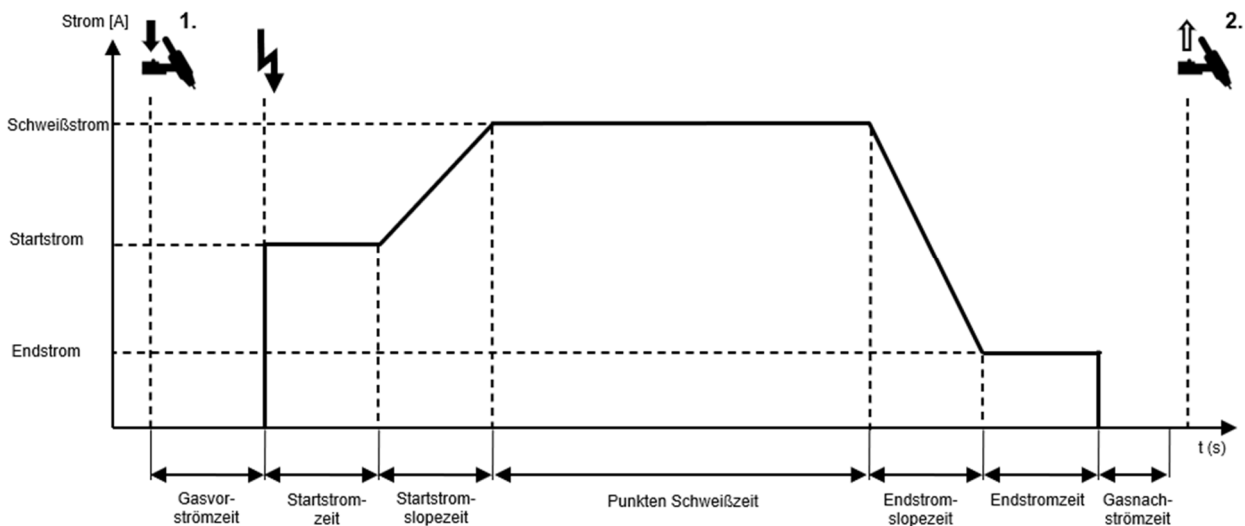 Strom [A]
1.
2.
Schweißstrom
Startstrom
Endstrom
t (s)
Gasvor-
strömzeit
Startstrom-
zeit
Startstrom-
slopezeit
Punkten Schweißzeit
Endstrom-
slopezeit
Endstromzeit
Gasnach-
strömzeit